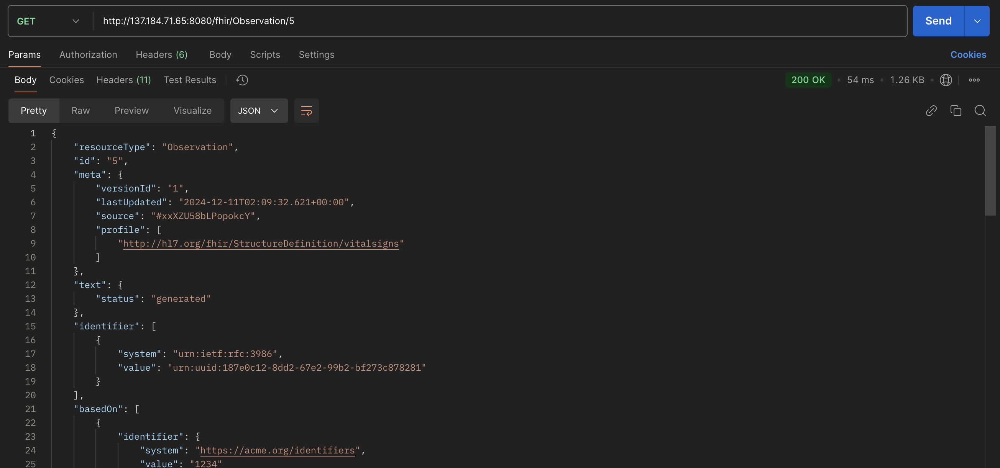 GET http://137.184.71.65:8080/fhir/Observation/5 Send
Params Authorization Headers (6) Body Scripts Settings Cookies
Body Cookies Headers (11) Test Results 200 OK • 54 ms • 1.26 KB •
Pretty Raw Preview Visualize JSON
1 {
2 "resourceType": "Observation",
3 "id": "5",
4 "meta": {
5 "versionId": "1",
6 "lastUpdated": "2024-12-11T02:09:32.621+00:00",
7 "source": "#xxXZU58bLPopokcY",
8 "profile": [
9 "http://hl7.org/fhir/StructureDefinition/vitalsigns"
10 ]
11 },
12 "text": {
13 "status": "generated"
14 },
15 "identifier": [
16 {
17 "system": "urn:ietf:rfc:3986",
18 "value": "urn:uuid:187e0c12-8dd2-67e2-99b2-bf273c878281"
19 }
20 ],
21 "basedOn": [
22 {
23 "identifier": {
24 "system": "https://acme.org/identifiers",
25 "value": "1234"